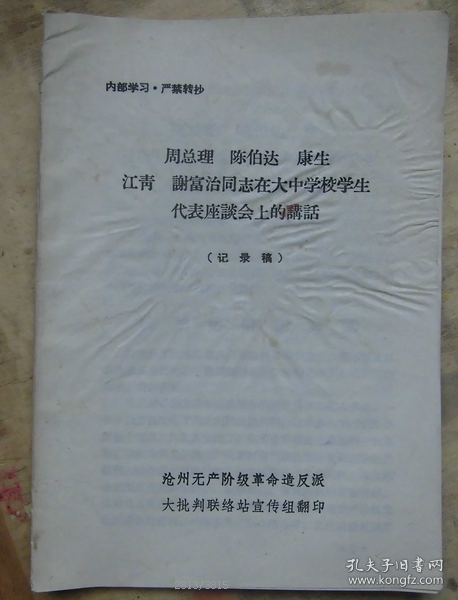 内部学习·严禁转抄
周总理 陈伯达 康生
江青 謝富治同志在大中学校学生
代表座談会上的講話
（记录稿）
沧州无产阶级革命造反派
大批判联络站宣传组翻印
2013/03/15
孔夫子旧书网
www.kongfz.com